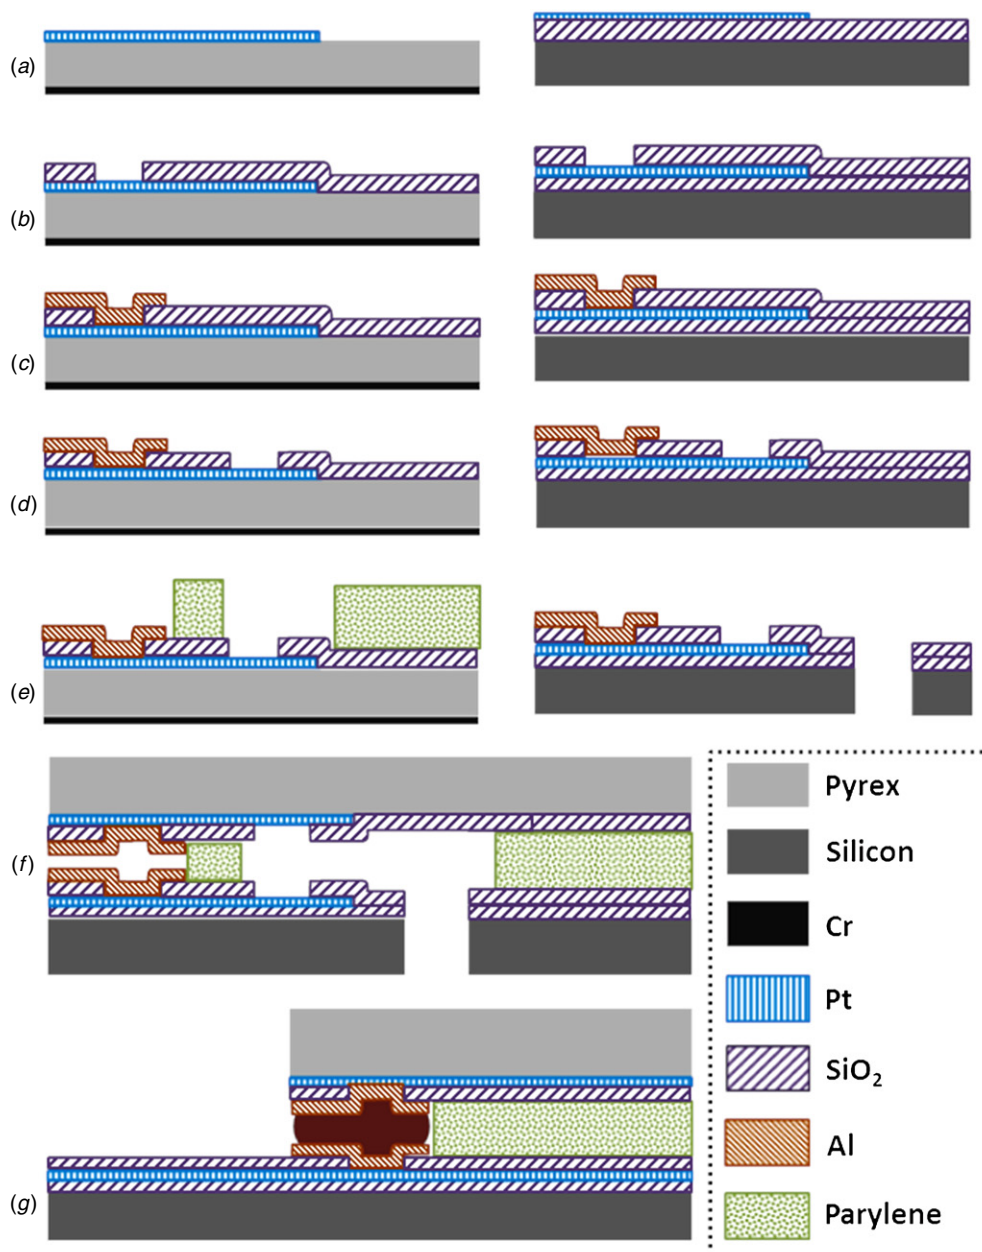 (a)
(b)
(c)
(d)
(e)
(f)
(g)
Pyrex
Silicon
Cr
Pt
SiO₂
Al
Parylene